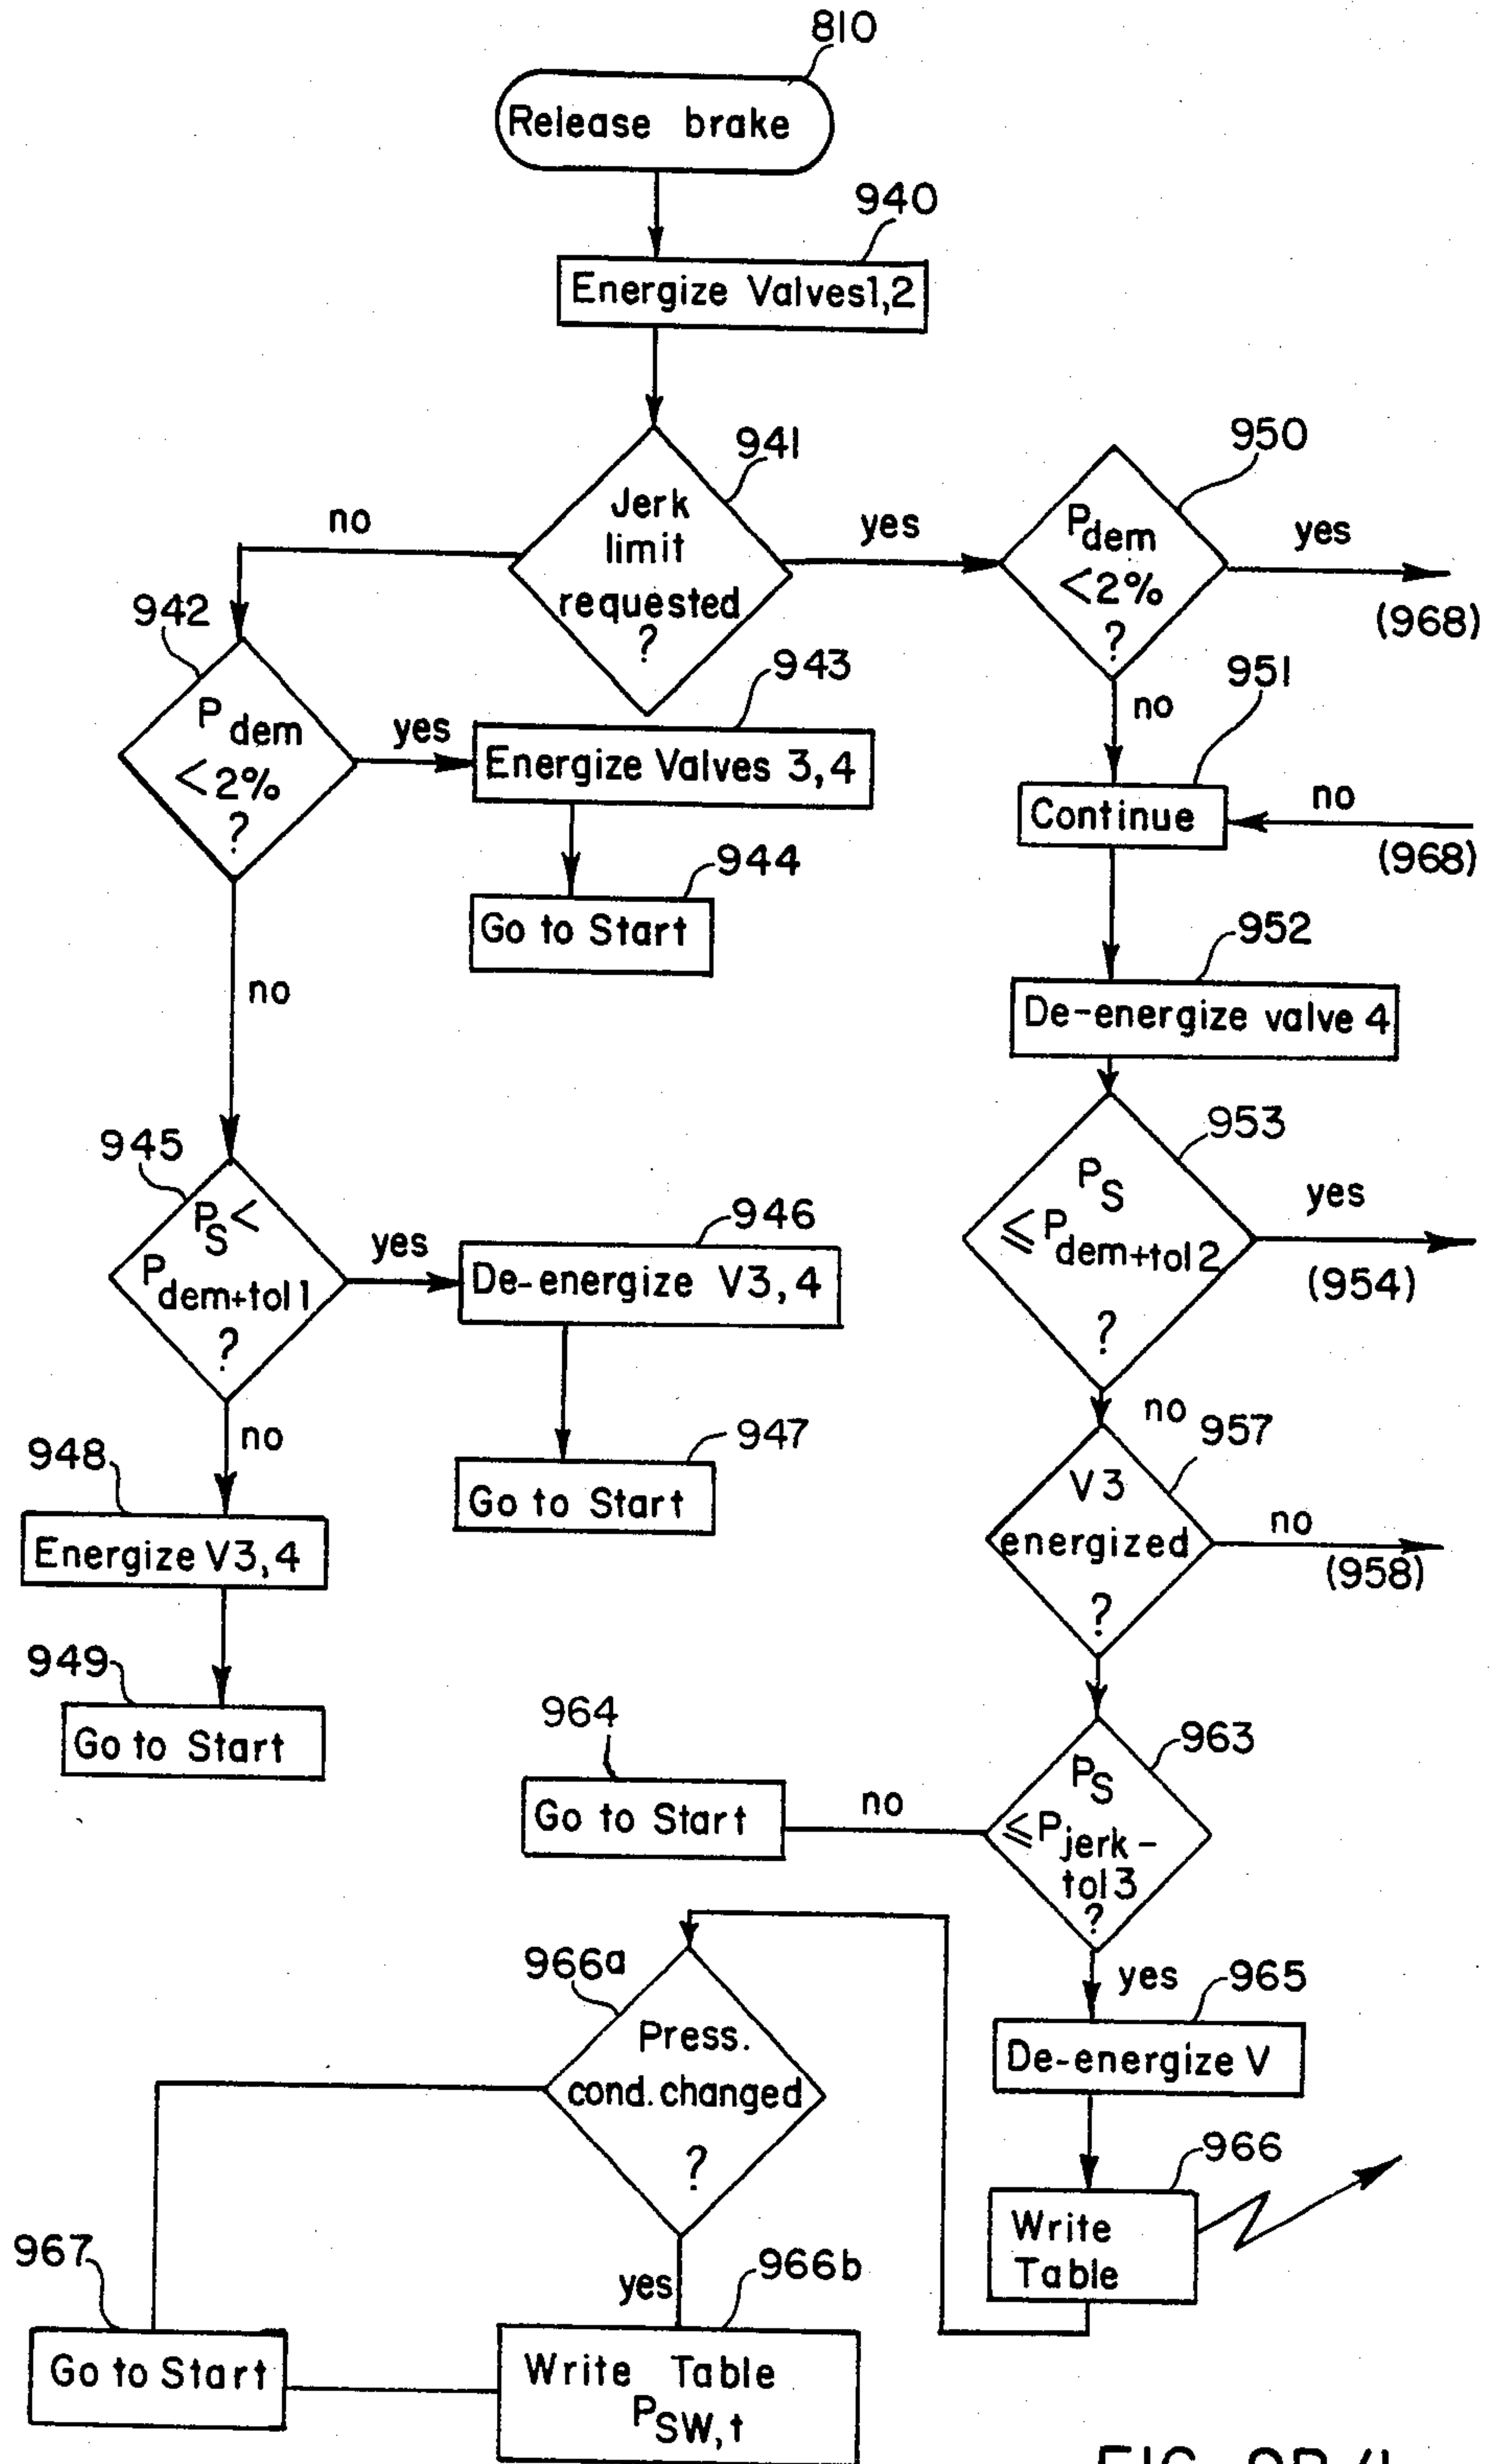 810
Release brake
940
Energize Valves1,2
941
Jerk
limit
requested
?
no
yes
950
Pdem
<2%
?
yes
(968)
942
P dem
<2%
?
yes
943
Energize Valves 3,4
944
Go to Start
no
951
Continue
no
(968)
952
De-energize valve 4
no
945
PS<
Pdem+tol1
?
yes
946
De-energize V3,4
947
Go to Start
953
PS
≤Pdem+tol2
?
yes
(954)
no
948
Energize V3,4
949
Go to Start
no
957
V3
energized
?
no
(958)
963
PS
≤Pjerk-
tol3
?
no
964
Go to Start
yes
965
De-energize V
966
Write
Table
966a
Press.
cond.changed
?
yes
966b
Write Table
PSW,t
967
Go to Start